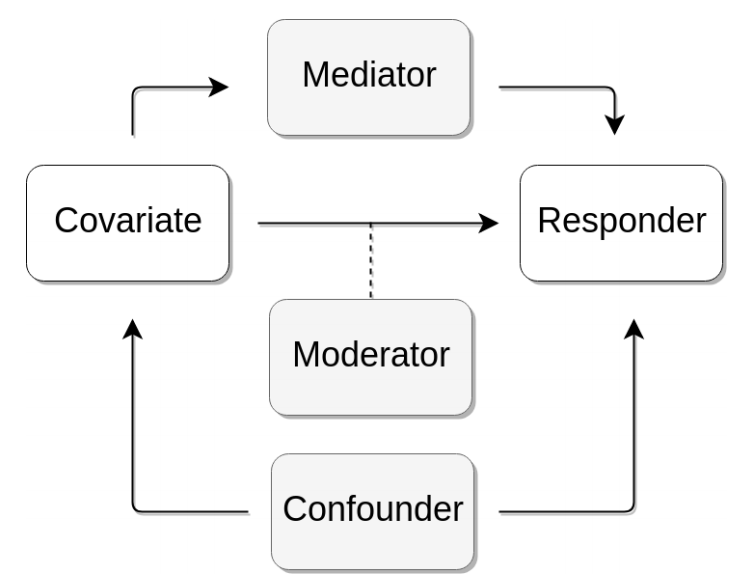 Mediator
Covariate
Responder
Moderator
Confounder